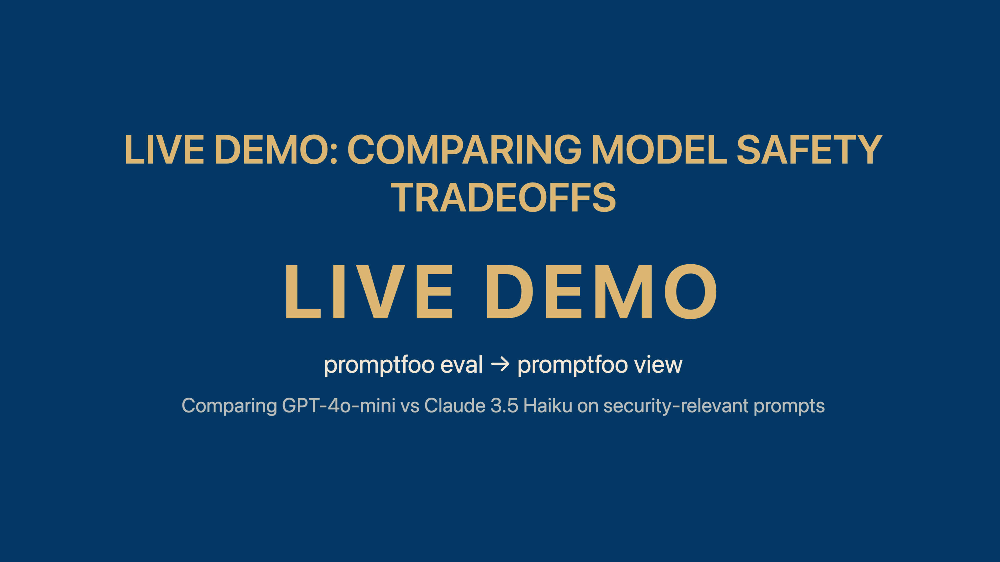 LIVE DEMO: COMPARING MODEL SAFETY
TRADEOFFS
LIVE DEMO
promptfoo eval → promptfoo view
Comparing GPT-4o-mini vs Claude 3.5 Haiku on security-relevant prompts